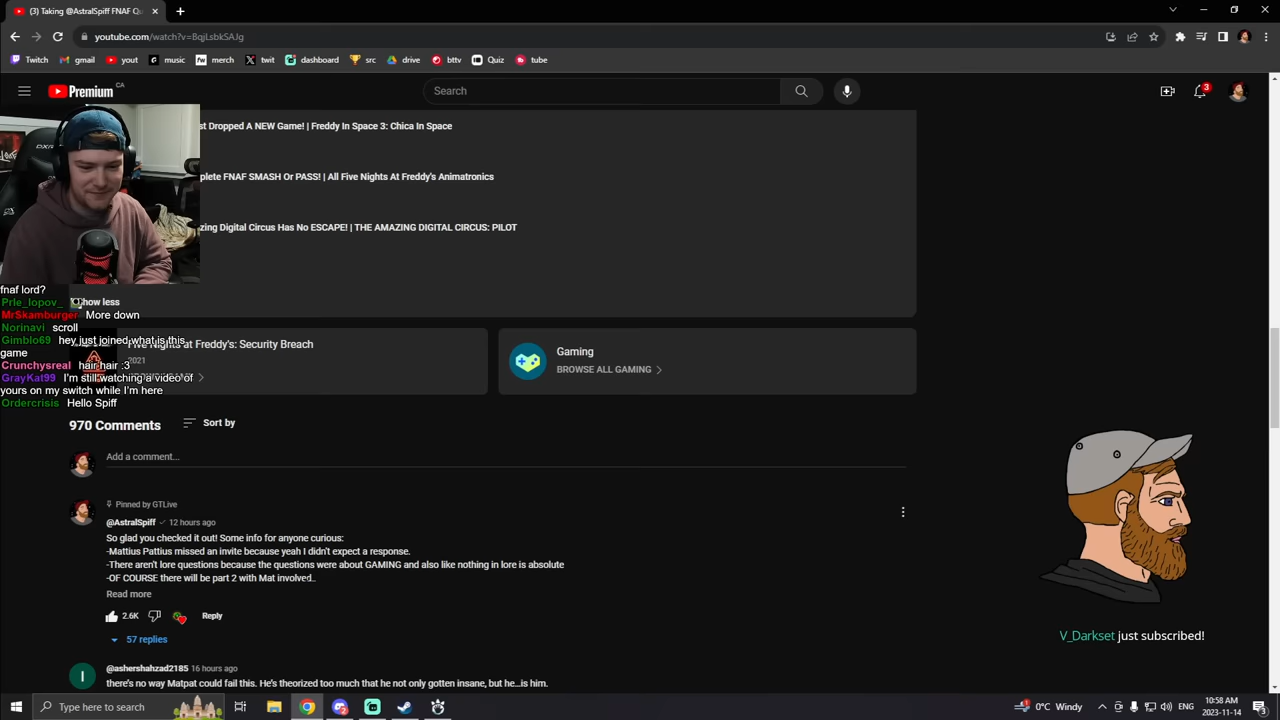 (3) Taking @AstralSpiff FNAF Qu
youtube.com/watch?v=BqjLsbkSAJg
Twitch gmail yout music merch twit dashboard src drive bttv Quiz tube
Premium CA
Search
3
st Dropped A NEW Game! | Freddy In Space 3: Chica In Space
plete FNAF SMASH Or PASS! | All Five Nights At Freddy's Animatronics
zing Digital Circus Has No ESCAPE! | THE AMAZING DIGITAL CIRCUS: PILOT
fnaf lord?
Prle_lopov_
Show less
MrSkamburger More down
Norinavi scroll
Gimblo69 hey just joined what is this
game
Crunchysreal hair hair :3
GrayKat99 I'm still watching a video of
yours on my switch while I'm here
Ordercrisis Hello Spiff
Five Nights at Freddy's: Security Breach
2021
Gaming
BROWSE ALL GAMING
970 Comments Sort by
Add a comment...
Pinned by GTLive
@AstralSpiff 12 hours ago
So glad you checked it out! Some info for anyone curious:
-Mattius Pattius missed an invite because yeah I didn't expect a response.
-There aren't lore questions because the questions were about GAMING and also like nothing in lore is absolute
-OF COURSE there will be part 2 with Mat involved..
Read more
2.6K Reply
57 replies
@ashershahzad2185 16 hours ago
there's no way Matpat could fail this. He's theorized too much that he not only gotten insane, but he...is him.
V_Darkset just subscribed!
Type here to search
0°C Windy
10:58 AM
2023-11-14